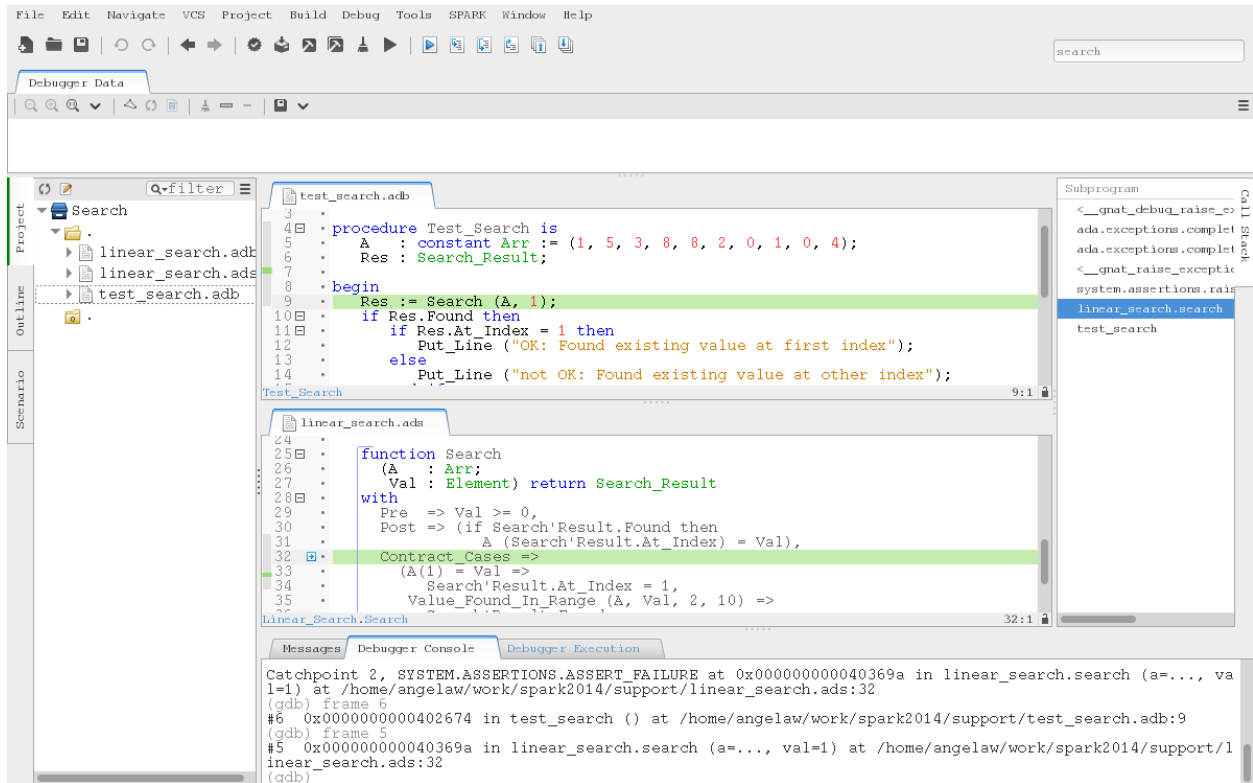 File Edit Navigate VCS Project Build Debug Tools SPARK Window Help
search
Debugger Data
filter
Project
Outline
Scenario
Search
.
linear_search.adb
linear_search.ads
test_search.adb
.
test_search.adb
3
4 procedure Test_Search is
5 A : constant Arr := (1, 5, 3, 8, 8, 2, 0, 1, 0, 4);
6 Res : Search_Result;
7
8 begin
9 Res := Search (A, 1);
10 if Res.Found then
11 if Res.At_Index = 1 then
12 Put_Line ("OK: Found existing value at first index");
13 else
14 Put_Line ("not OK: Found existing value at other index");
Test_Search 9:1
linear_search.ads
24
25 function Search
26 (A : Arr;
27 Val : Element) return Search_Result
28 with
29 Pre => Val >= 0,
30 Post => (if Search'Result.Found then
31 A (Search'Result.At_Index) = Val),
32 Contract_Cases =>
33 (A(1) = Val =>
34 Search'Result.At_Index = 1,
35 Value_Found_In_Range (A, Val, 2, 10) =>
Linear_Search.Search 32:1
Subprogram
<__gnat_debug_raise_ex
ada.exceptions.complet
ada.exceptions.complet
<__gnat_raise_exceptic
system.assertions.rais
linear_search.search
test_search
Call Stack
Messages Debugger Console Debugger Execution
Catchpoint 2, SYSTEM.ASSERTIONS.ASSERT_FAILURE at 0x000000000040369a in linear_search.search (a=..., va
l=1) at /home/angelaw/work/spark2014/support/linear_search.ads:32
(gdb) frame 6
#6 0x0000000000402674 in test_search () at /home/angelaw/work/spark2014/support/test_search.adb:9
(gdb) frame 5
#5 0x000000000040369a in linear_search.search (a=..., val=1) at /home/angelaw/work/spark2014/support/l
inear_search.ads:32
(gdb)